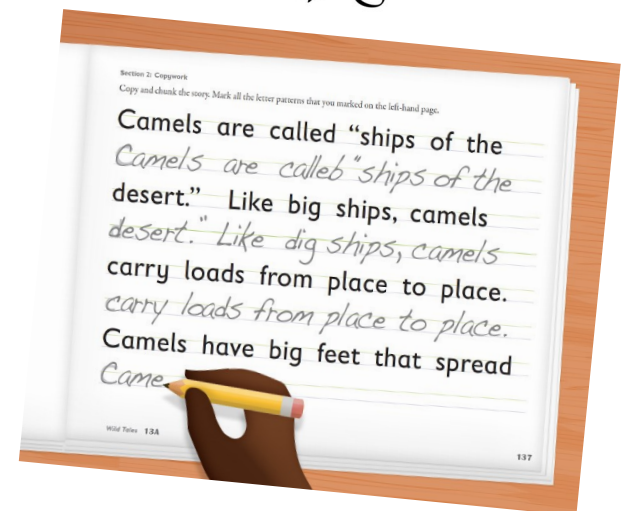 Section 2: Copywork
Copy and chunk the story. Mark all the letter patterns that you marked on the left-hand page.
Camels are called “ships of the
Camels are calleb "ships of the
desert.” Like big ships, camels
desert." Like dig ships, camels
carry loads from place to place.
carry loads from place to place.
Camels have big feet that spread
Came
Wild Tales 13A
137